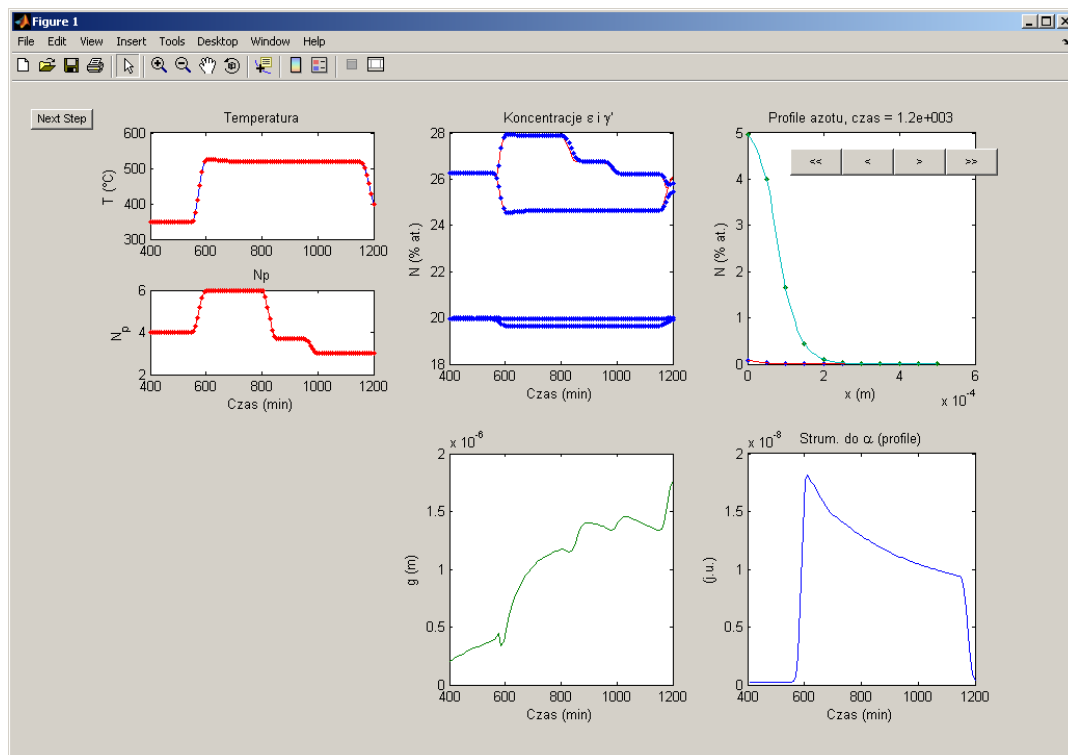 Figure 1
File Edit View Insert Tools Desktop Window Help
Next Step
Temperatura
600
500
400
300
T (°C)
400 600 800 1000 1200
Np
6
4
2
N_p
400 600 800 1000 1200
Czas (min)
Koncentracje ε i γ'
28
26
24
22
20
18
N (% at.)
400 600 800 1000 1200
Czas (min)
Profile azotu, czas = 1.2e+003
<< < > >>
5
4
3
2
1
0
N (% at.)
0 2 4 6
x (m)
x 10^-4
x 10^-6
2
1.5
1
0.5
0
g (m)
400 600 800 1000 1200
Czas (min)
x 10^-8
Strum. do α (profile)
2
1.5
1
0.5
0
(j.u.)
400 600 800 1000 1200
Czas (min)